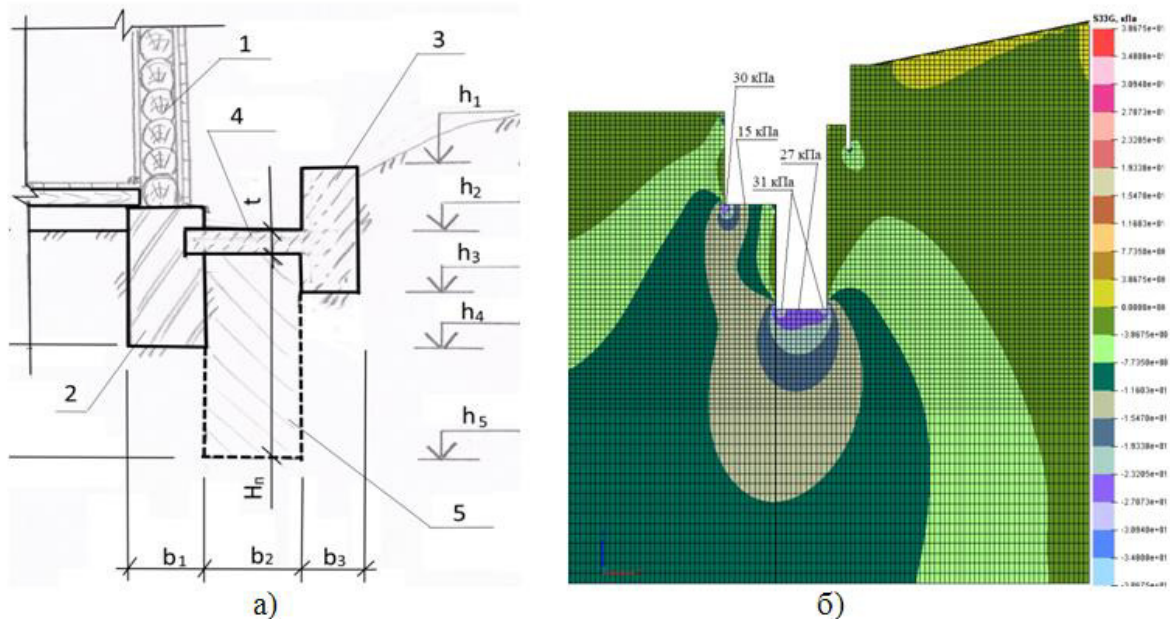 1
2
3
4
5
h₁
h₂
h₃
h₄
h₅
t
Hₙ
b₁
b₂
b₃
а)
30 кПа
15 кПа
27 кПа
31 кПа
S33G, кПа
3.8675e+01
3.4808e+01
3.0940e+01
2.7073e+01
2.3205e+01
1.9338e+01
1.5470e+01
1.1603e+01
7.7350e+00
3.8675e+00
0.0000e+00
-3.8675e+00
-7.7350e+00
-1.1603e+01
-1.5470e+01
-1.9338e+01
-2.3205e+01
-2.7073e+01
-3.0940e+01
-3.4808e+01
-3.8675e+01
б)